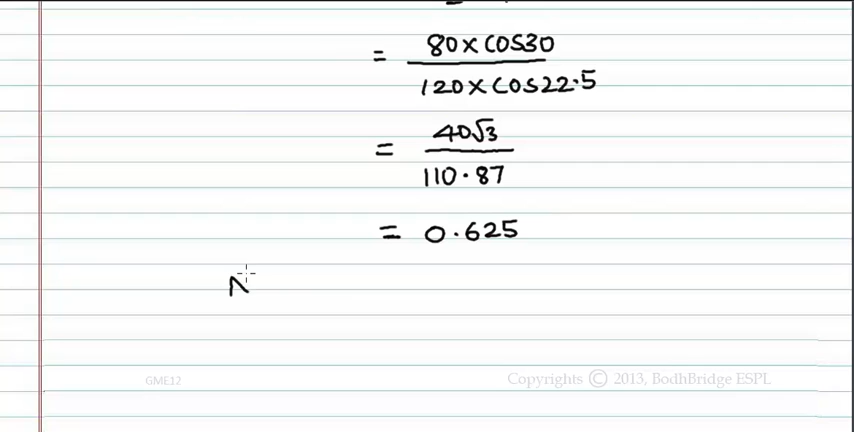 = 80×COS30
120×COS22.5
= 40√3
110.87
= 0.625
N
GME12
Copyrights © 2013, BodhBridge ESPL